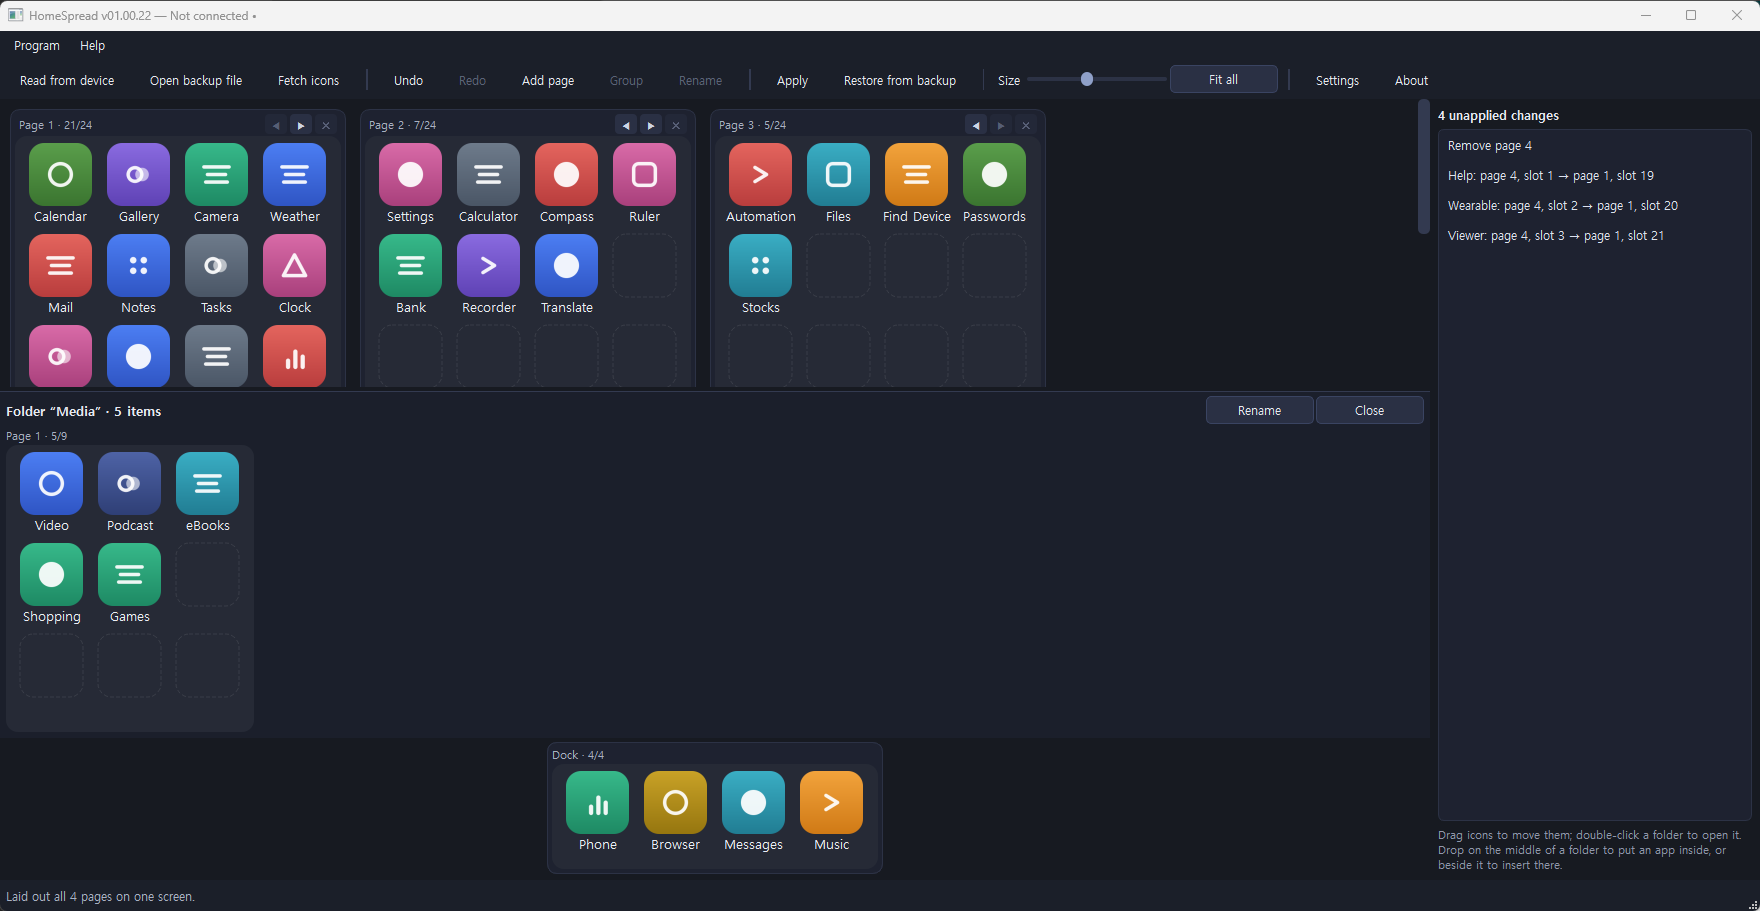 HomeSpread v01.00.22 — Not connected •
Program Help
Read from device Open backup file Fetch icons Undo Redo Add page Group Rename Apply Restore from backup Size Fit all Settings About
Page 1 · 21/24
Calendar Gallery Camera Weather
Mail Notes Tasks Clock
Page 2 · 7/24
Settings Calculator Compass Ruler
Bank Recorder Translate
Page 3 · 5/24
Automation Files Find Device Passwords
Stocks
Folder “Media” · 5 items
Rename Close
Page 1 · 5/9
Video Podcast eBooks
Shopping Games
Dock · 4/4
Phone Browser Messages Music
4 unapplied changes
Remove page 4
Help: page 4, slot 1 → page 1, slot 19
Wearable: page 4, slot 2 → page 1, slot 20
Viewer: page 4, slot 3 → page 1, slot 21
Drag icons to move them; double-click a folder to open it.
Drop on the middle of a folder to put an app inside, or
beside it to insert there.
Laid out all 4 pages on one screen.